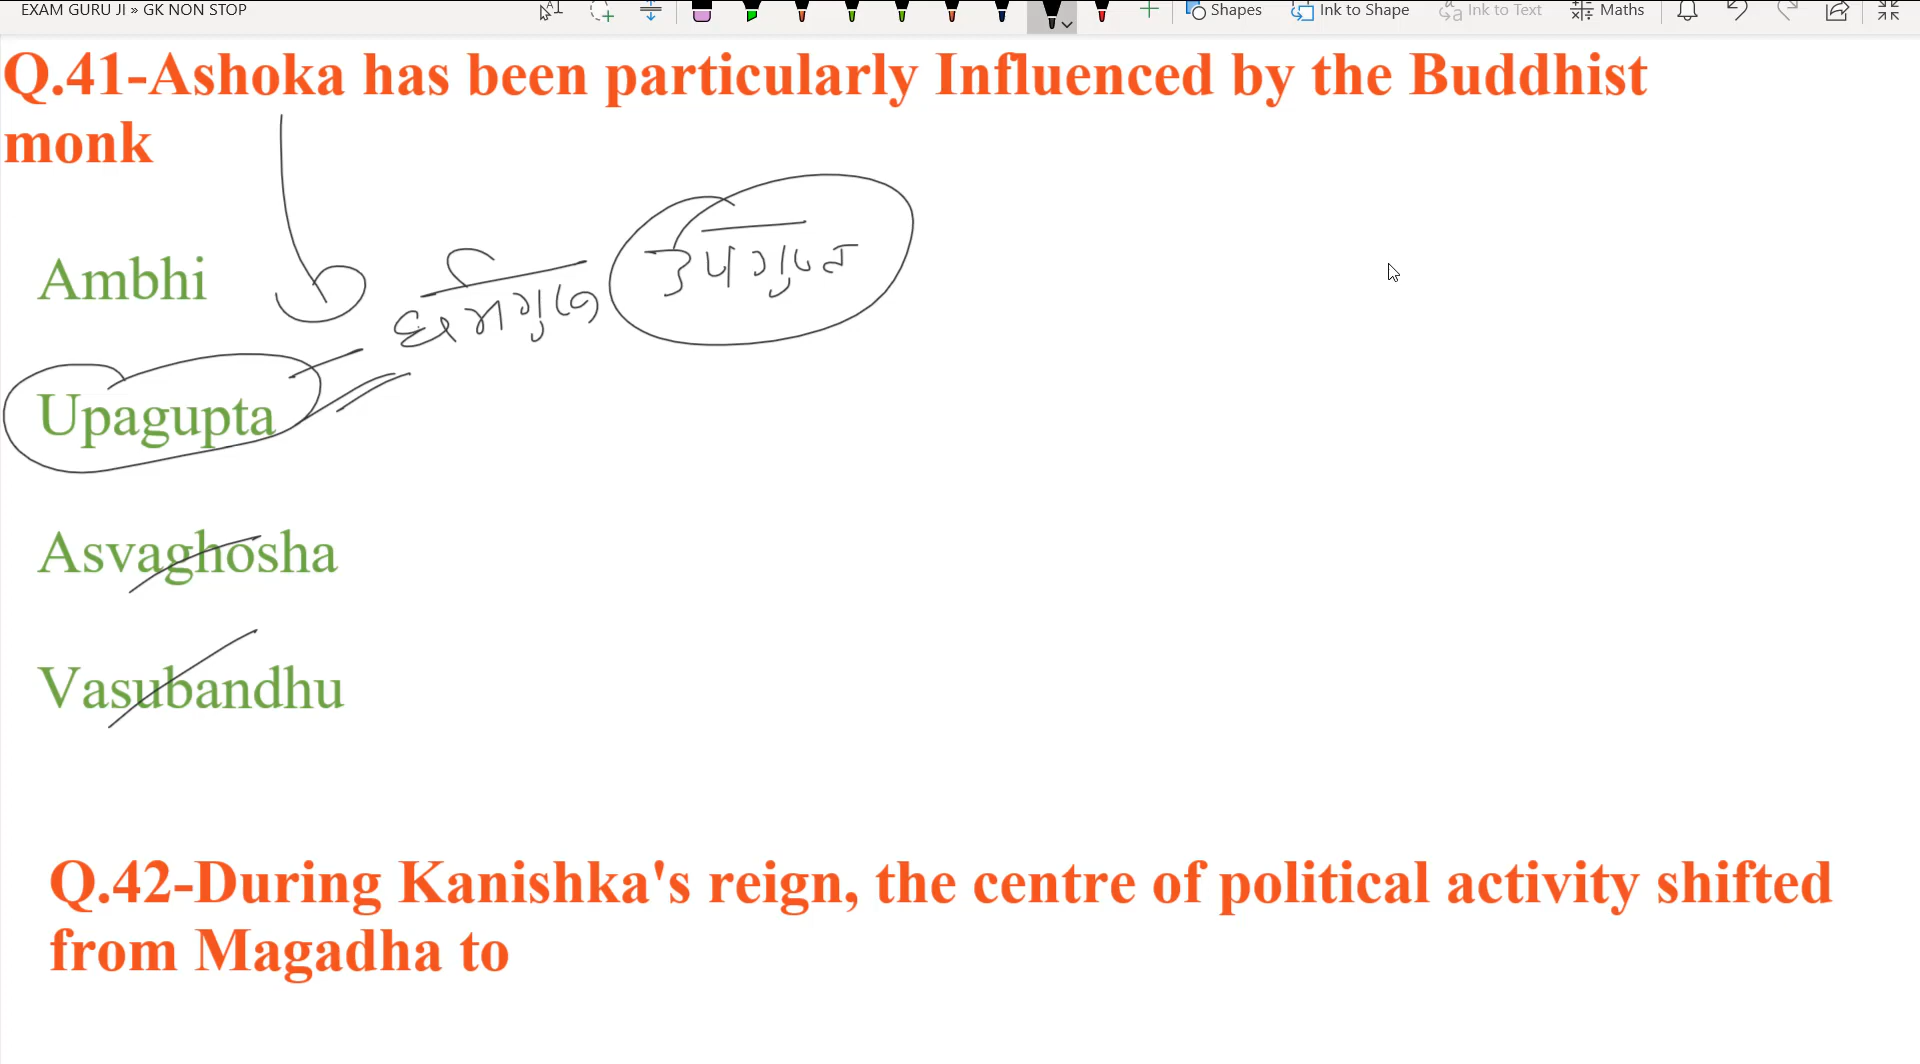 EXAM GURU JI » GK NON STOP
Shapes
Ink to Shape
Ink to Text
Maths
Q.41-Ashoka has been particularly Influenced by the Buddhist
monk
Ambhi
उपगुप्त
Upagupta
Asvaghosha
Vasubandhu
Q.42-During Kanishka's reign, the centre of political activity shifted
from Magadha to